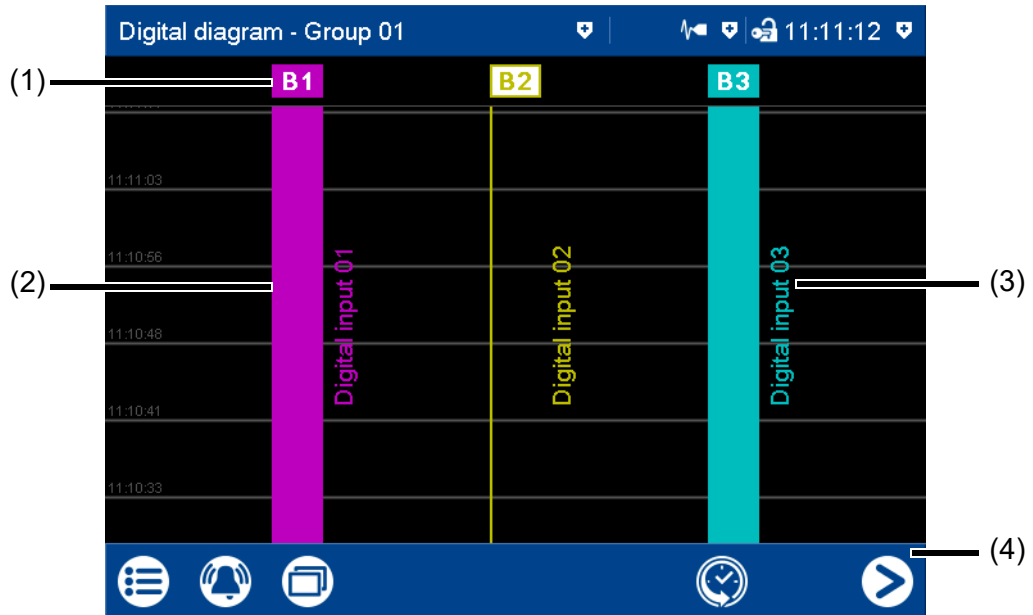 Digital diagram - Group 01 11:11:12
(1) B1 B2 B3
11:11:03
11:10:56
(2) Digital input 01 Digital input 02 Digital input 03 (3)
11:10:48
11:10:41
11:10:33
(4)